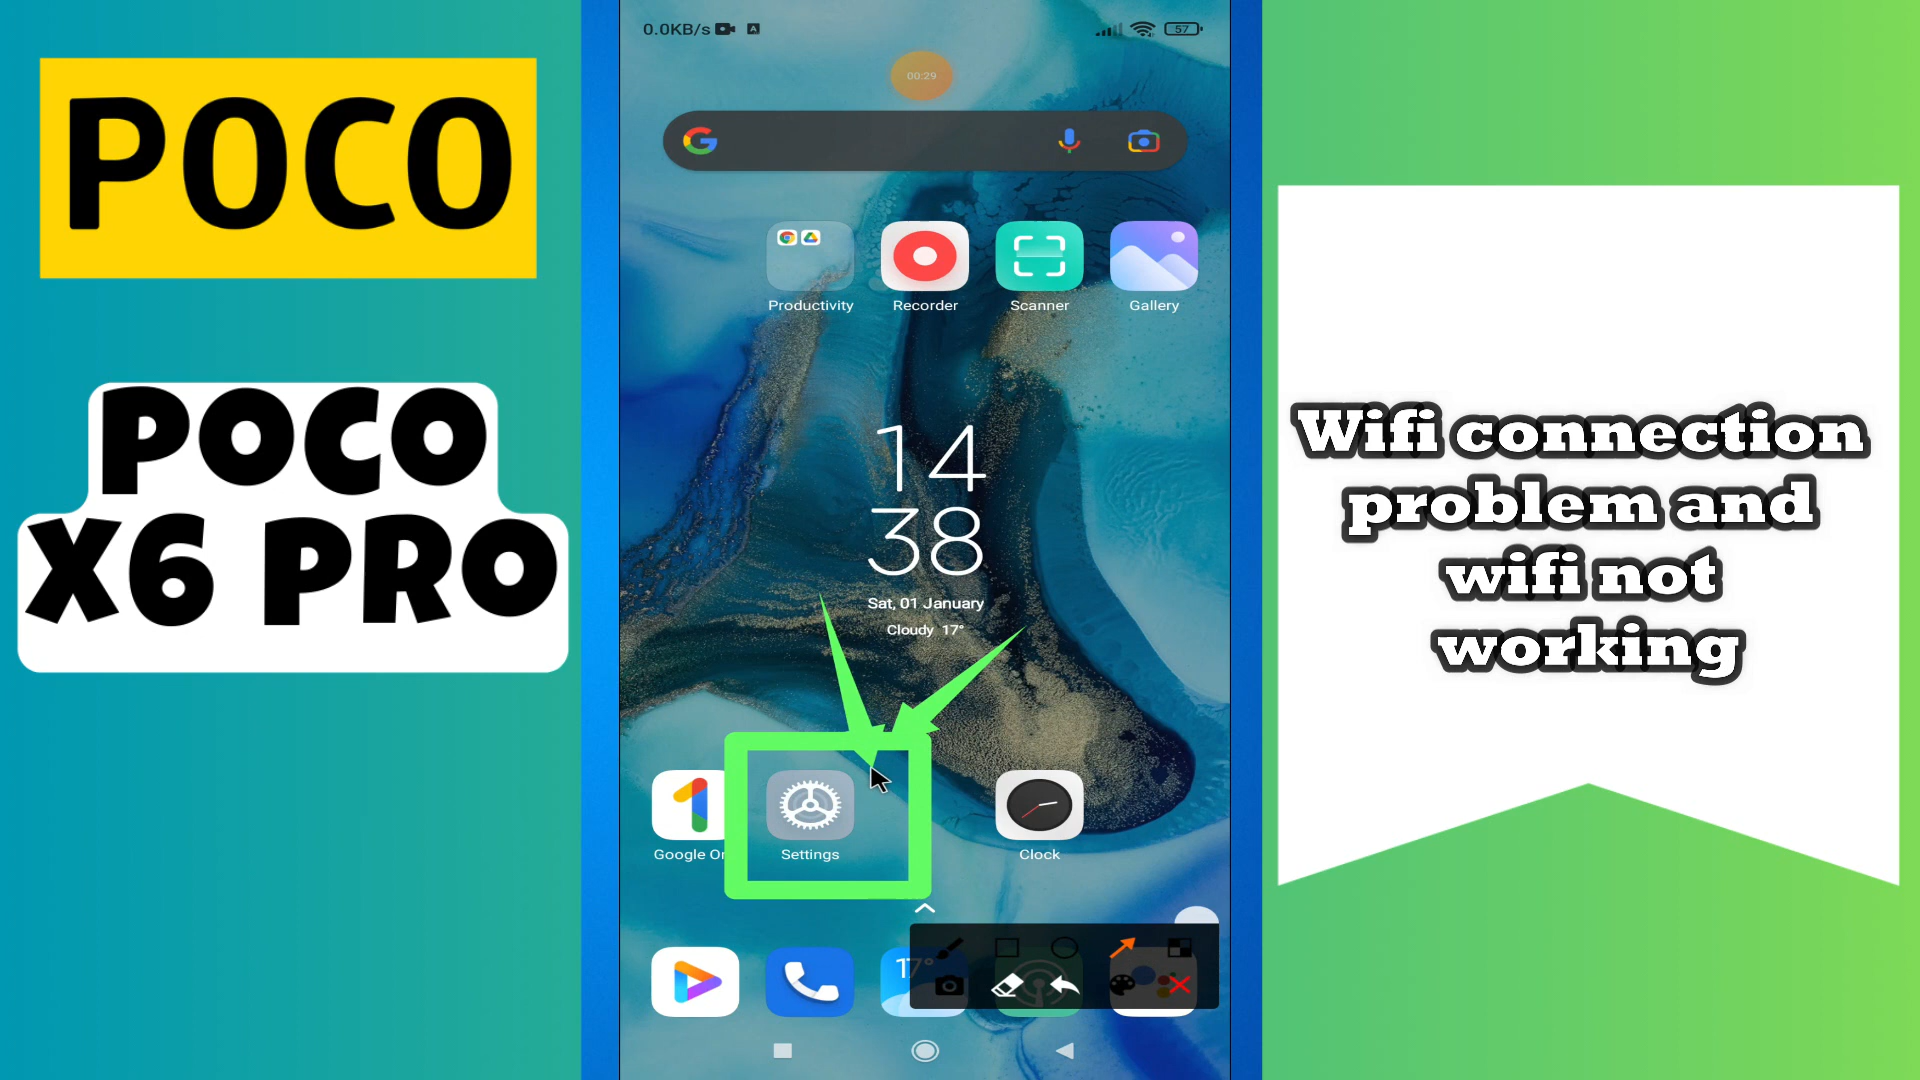 POCO
POCO
X6 PRO
0.0KB/s
A
57
00:29
Productivity
Recorder
Scanner
Gallery
14
38
Sat, 01 January
Cloudy 17°
Settings
Clock
17°
Wifi connection
problem and
wifi not
working